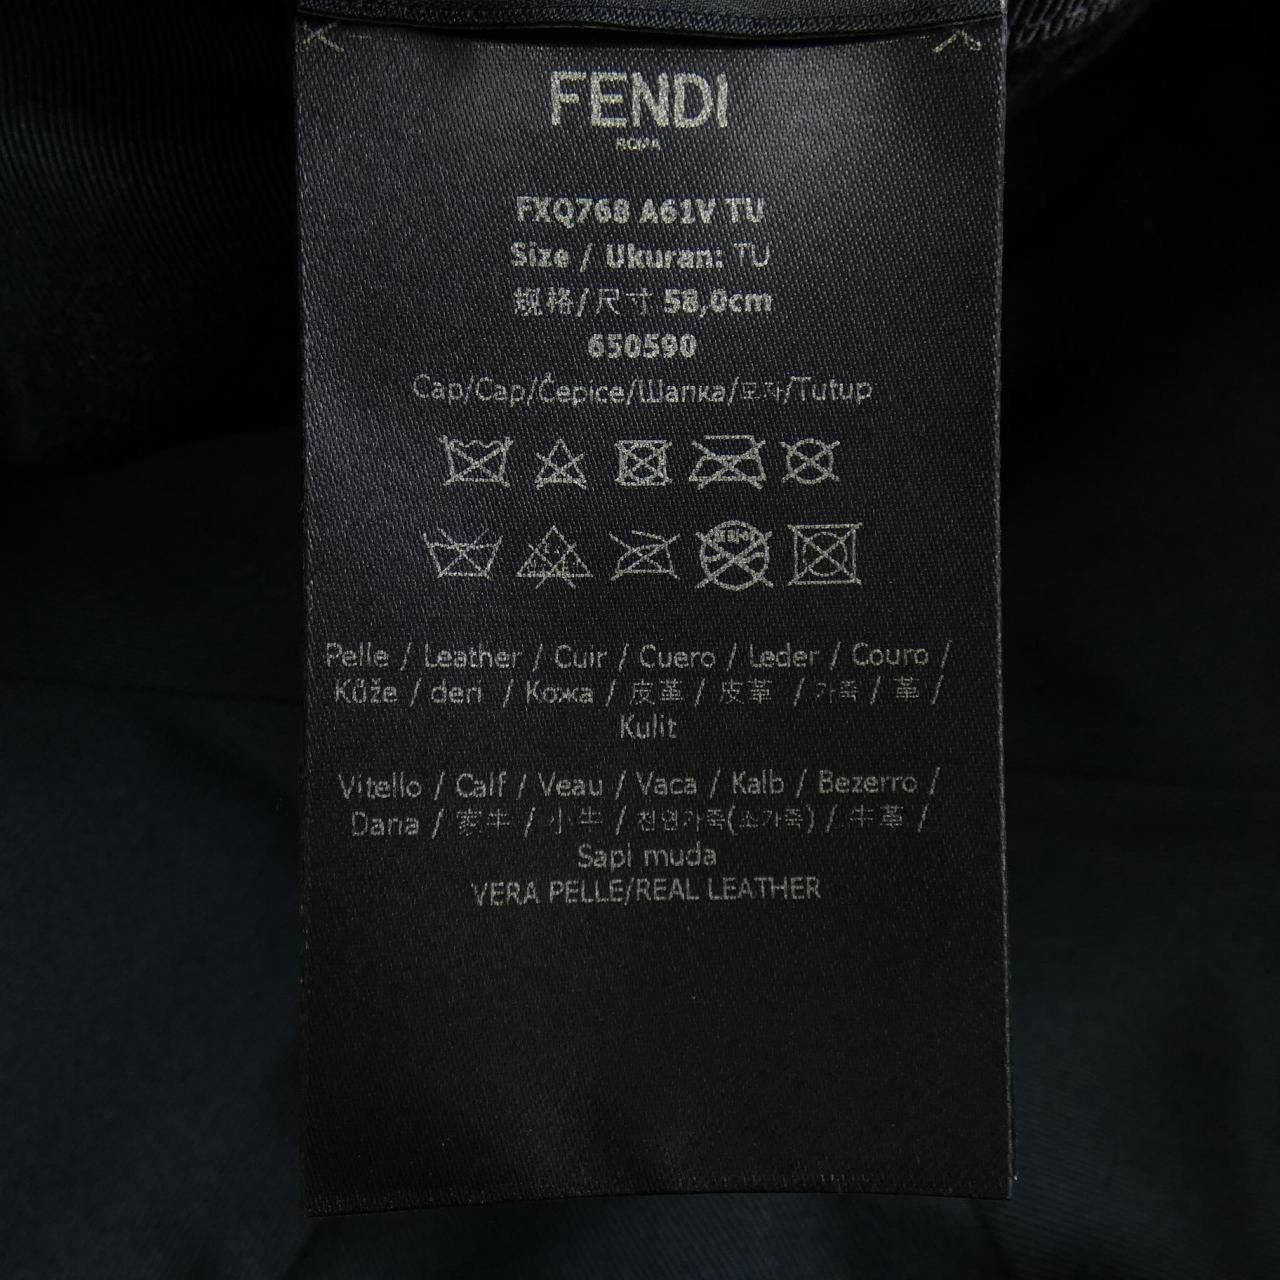 FENDI
ROMA
FXQ768 A61V TU
Size / Ukuran: TU
规格/尺寸 58,0cm
650590
Cap/Cap/Čepice/Шапка/모자/Tutup
Pelle / Leather / Cuir / Cuero / Leder / Couro /
Kůže / deri / Кожа / 皮革 / 皮革 / 가죽 / 革 /
Kulit
Vitello / Calf / Veau / Vaca / Kalb / Bezerro /
Dana / 家牛 / 小牛 / 천연가죽(소가죽) / 牛革 /
Sapi muda
VERA PELLE/REAL LEATHER